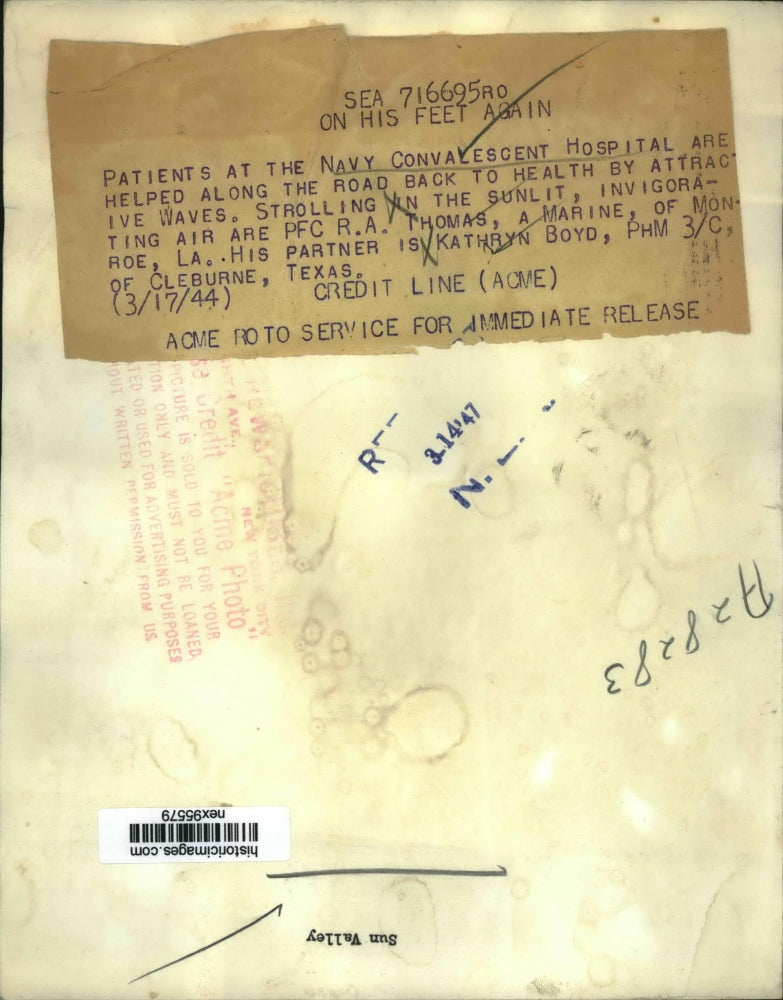 SEA 716695RO
ON HIS FEET AGAIN
PATIENTS AT THE NAVY CONVALESCENT HOSPITAL ARE
HELPED ALONG THE ROAD BACK TO HEALTH BY ATTRAC-
IVE WAVES. STROLLING IN THE SUNLIT, INVIGORA-
TING AIR ARE PFC R.A. THOMAS, A MARINE, OF MON-
ROE, LA. HIS PARTNER IS KATHRYN BOYD, PHM 3/C,
OF CLEBURNE, TEXAS.
(3/17/44) CREDIT LINE (ACME)
ACME ROTO SERVICE FOR IMMEDIATE RELEASE
AVE., NEW YORK CITY
credit "Acme Photo"
PICTURE IS SOLD TO YOU FOR YOUR
TION ONLY AND MUST NOT BE LOANED,
TED OR USED FOR ADVERTISING PURPOSES
HOUT WRITTEN PERMISSION FROM US
R
3.14'47
N.
A28283
historicimages.com
nex95579
Sun Valley